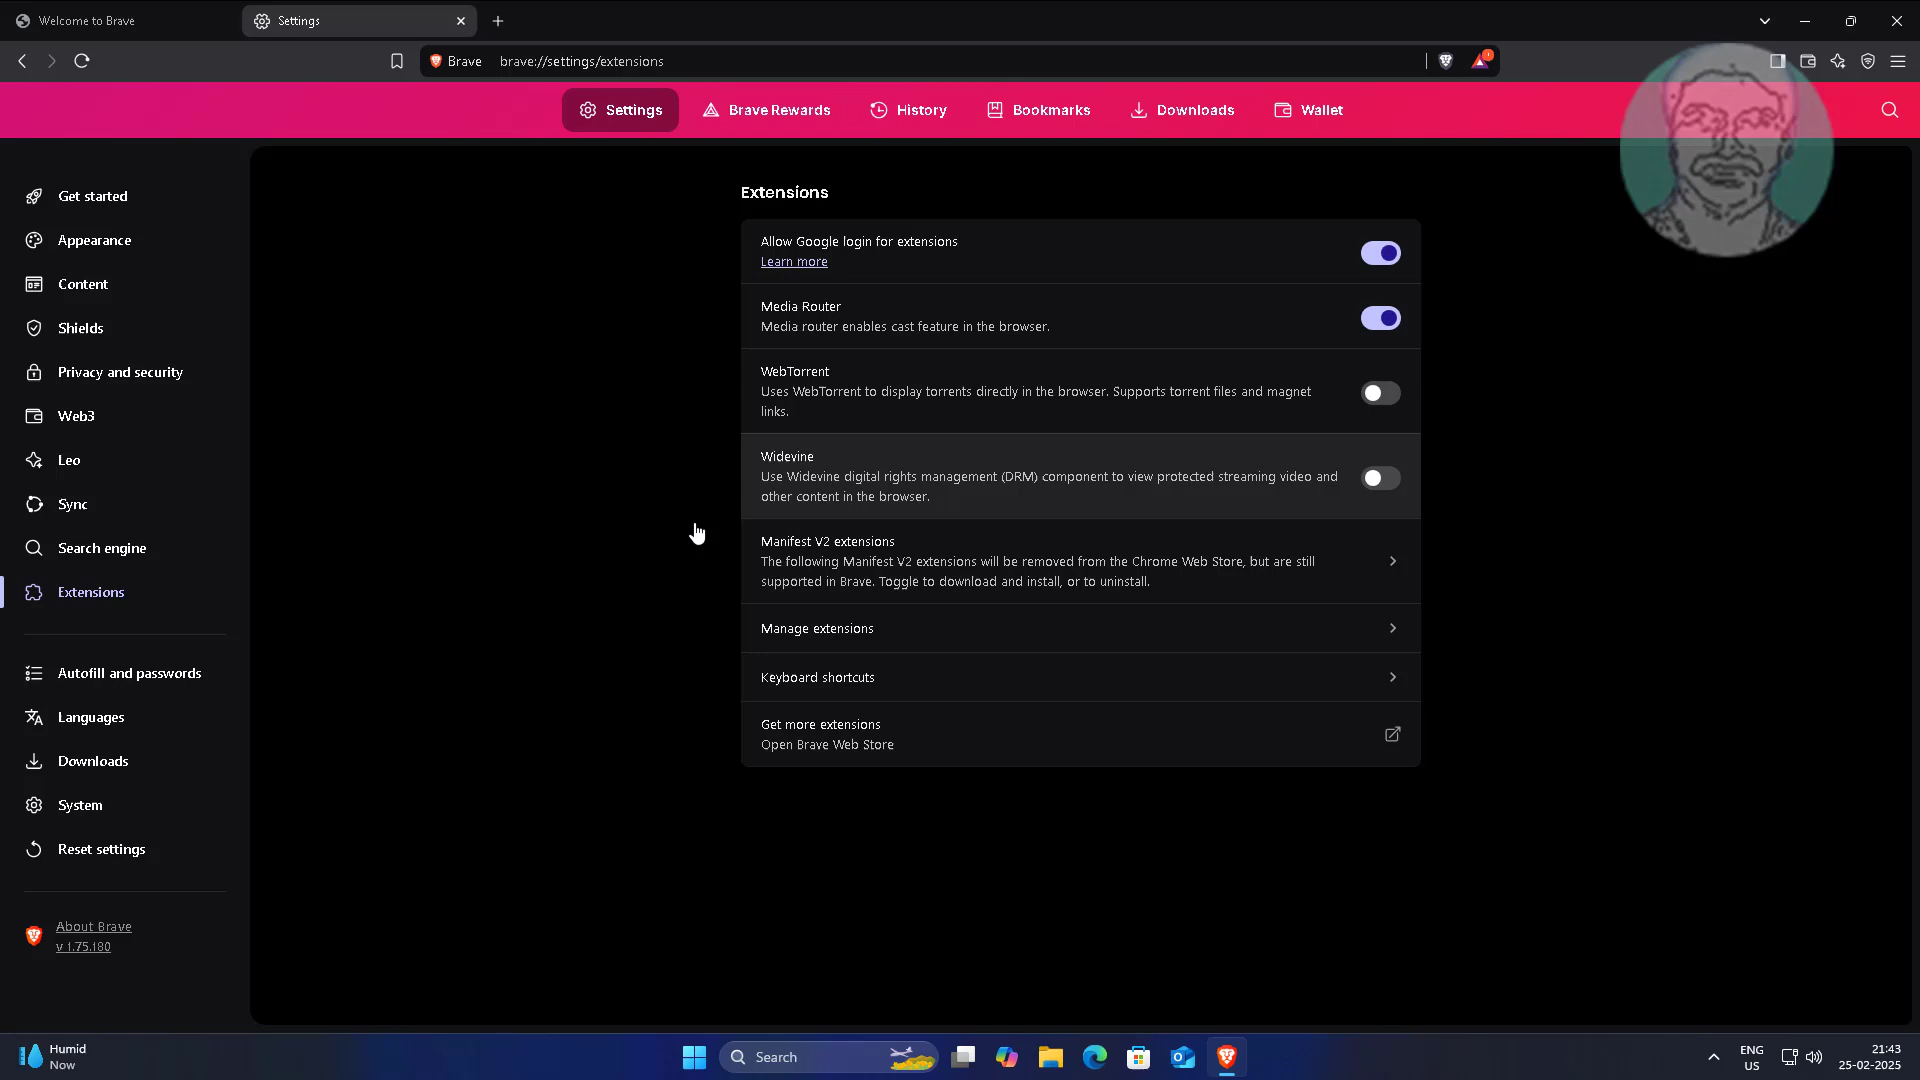 Welcome to Brave
Settings
Brave
brave://settings/extensions
Settings
Brave Rewards
History
Bookmarks
Downloads
Wallet
Get started
Appearance
Content
Shields
Privacy and security
Web3
Leo
Sync
Search engine
Extensions
Autofill and passwords
Languages
Downloads
System
Reset settings
About Brave
v 1.75.180
Extensions
Allow Google login for extensions
Learn more
Media Router
Media router enables cast feature in the browser.
WebTorrent
Uses WebTorrent to display torrents directly in the browser. Supports torrent files and magnet
links.
Widevine
Use Widevine digital rights management (DRM) component to view protected streaming video and
other content in the browser.
Manifest V2 extensions
The following Manifest V2 extensions will be removed from the Chrome Web Store, but are still
supported in Brave. Toggle to download and install, or to uninstall.
Manage extensions
Keyboard shortcuts
Get more extensions
Open Brave Web Store
Humid
Now
Search
ENG
US
21:43
25-02-2025